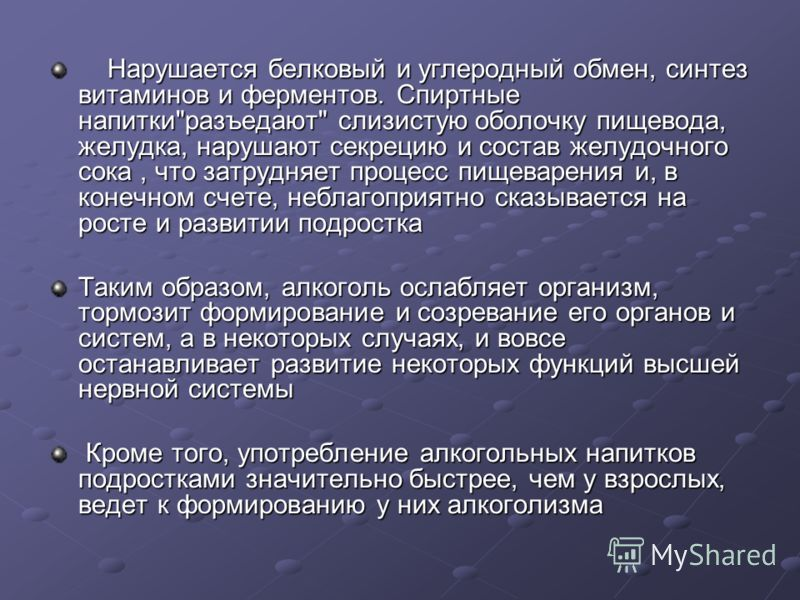 Нарушается белковый и углеродный обмен, синтез
витаминов и ферментов. Спиртные
напитки"разъедают" слизистую оболочку пищевода,
желудка, нарушают секрецию и состав желудочного
сока , что затрудняет процесс пищеварения и, в
конечном счете, неблагоприятно сказывается на
росте и развитии подростка
Таким образом, алкоголь ослабляет организм,
тормозит формирование и созревание его органов и
систем, а в некоторых случаях, и вовсе
останавливает развитие некоторых функций высшей
нервной системы
Кроме того, употребление алкогольных напитков
подростками значительно быстрее, чем у взрослых,
ведет к формированию у них алкоголизма
MyShared